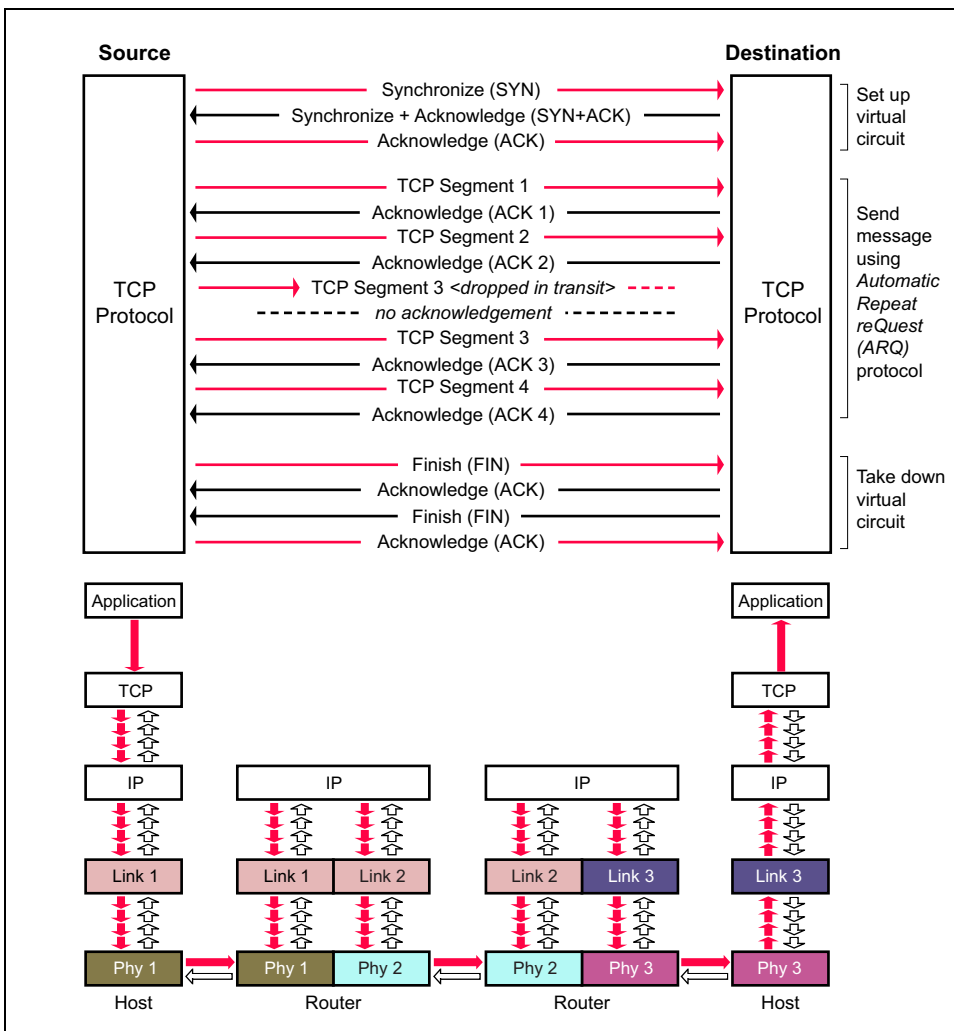 Source
Destination
Synchronize (SYN)
Synchronize + Acknowledge (SYN+ACK)
Acknowledge (ACK)
Set up
virtual
circuit
TCP Segment 1
Acknowledge (ACK 1)
TCP Segment 2
Acknowledge (ACK 2)
TCP Segment 3 <dropped in transit>
no acknowledgement
TCP Segment 3
Acknowledge (ACK 3)
TCP Segment 4
Acknowledge (ACK 4)
TCP
Protocol
TCP
Protocol
Send
message
using
Automatic
Repeat
reQuest
(ARQ)
protocol
Finish (FIN)
Acknowledge (ACK)
Finish (FIN)
Acknowledge (ACK)
Take down
virtual
circuit
Application
Application
TCP
TCP
IP
IP
IP
IP
Link 1
Link 1
Link 2
Link 2
Link 3
Link 3
Phy 1
Phy 1
Phy 2
Phy 2
Phy 3
Phy 3
Host
Router
Router
Host